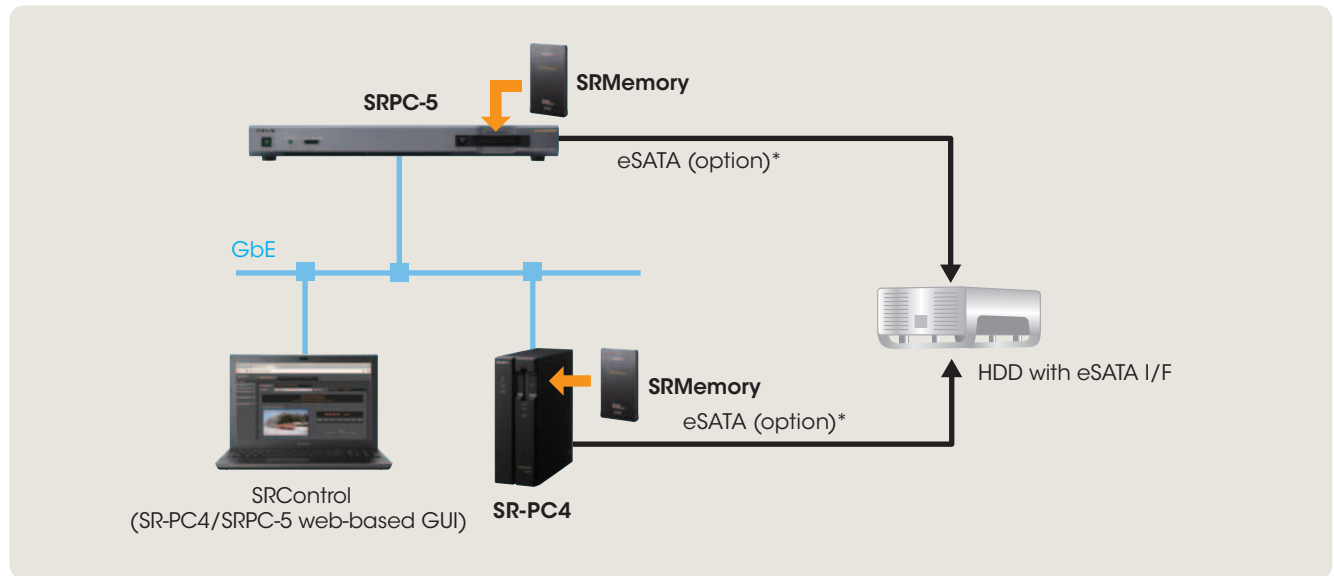 SRMemory
SRPC-5
eSATA (option)*
GbE
SRMemory
eSATA (option)*
HDD with eSATA I/F
SRControl
(SR-PC4/SRPC-5 web-based GUI)
SR-PC4